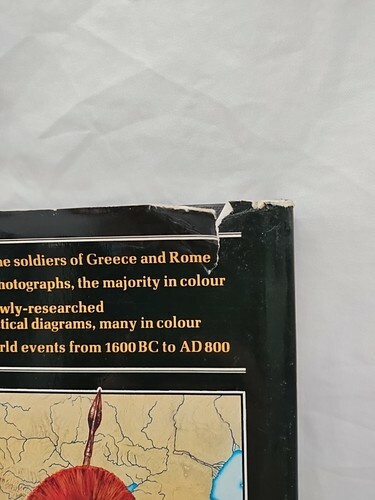 he soldiers of Greece and Rome
hotographs, the majority in colour
wly-researched
tical diagrams, many in colour
rld events from 1600 BC to AD 800